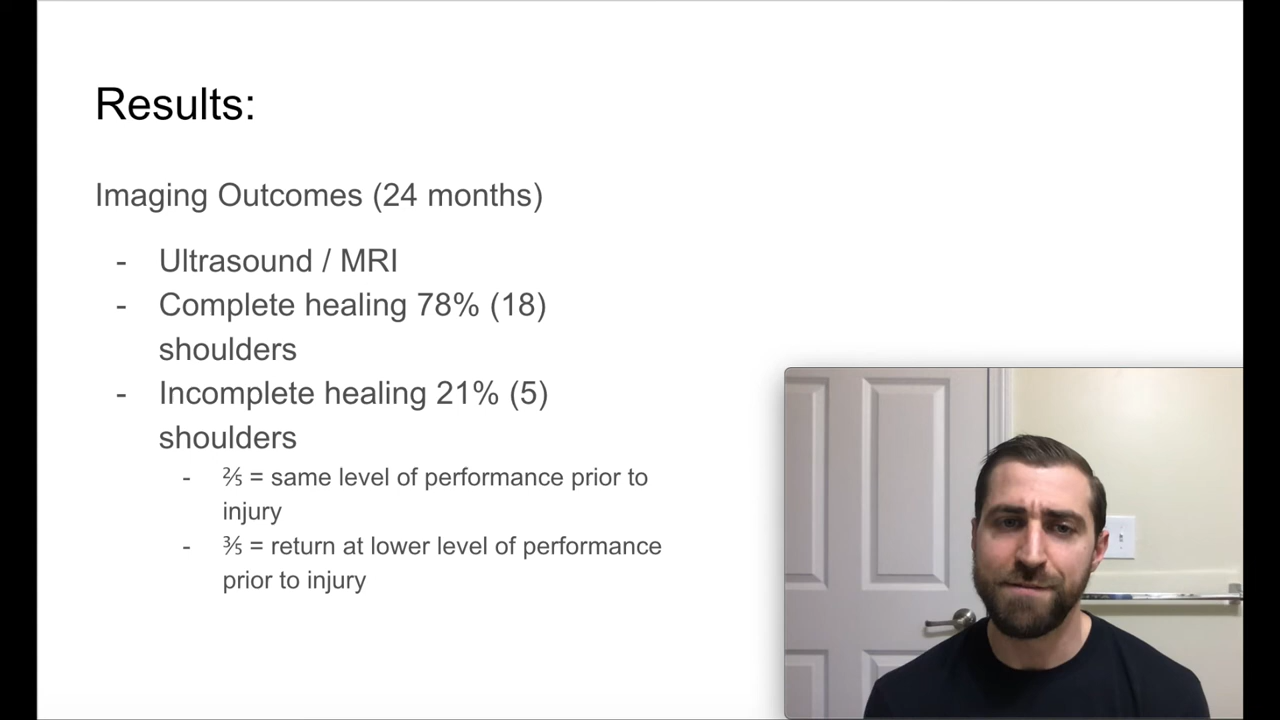 Results:
Imaging Outcomes (24 months)
- Ultrasound / MRI
- Complete healing 78% (18)
shoulders
- Incomplete healing 21% (5)
shoulders
- ⅖ = same level of performance prior to
injury
- ⅗ = return at lower level of performance
prior to injury